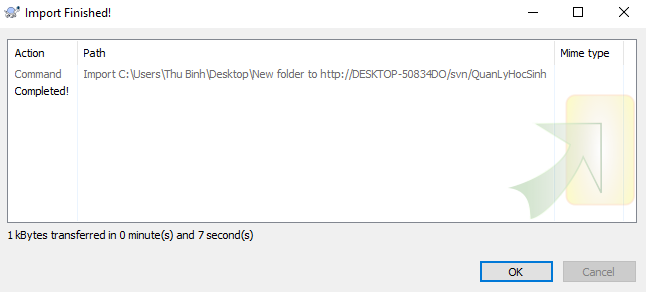 Import Finished!
Action Path Mime type
Command Import C:\Users\Thu Binh\Desktop\New folder to http://DESKTOP-50834DO/svn/QuanLyHocSinh
Completed!
1 kBytes transferred in 0 minute(s) and 7 second(s)
OK Cancel